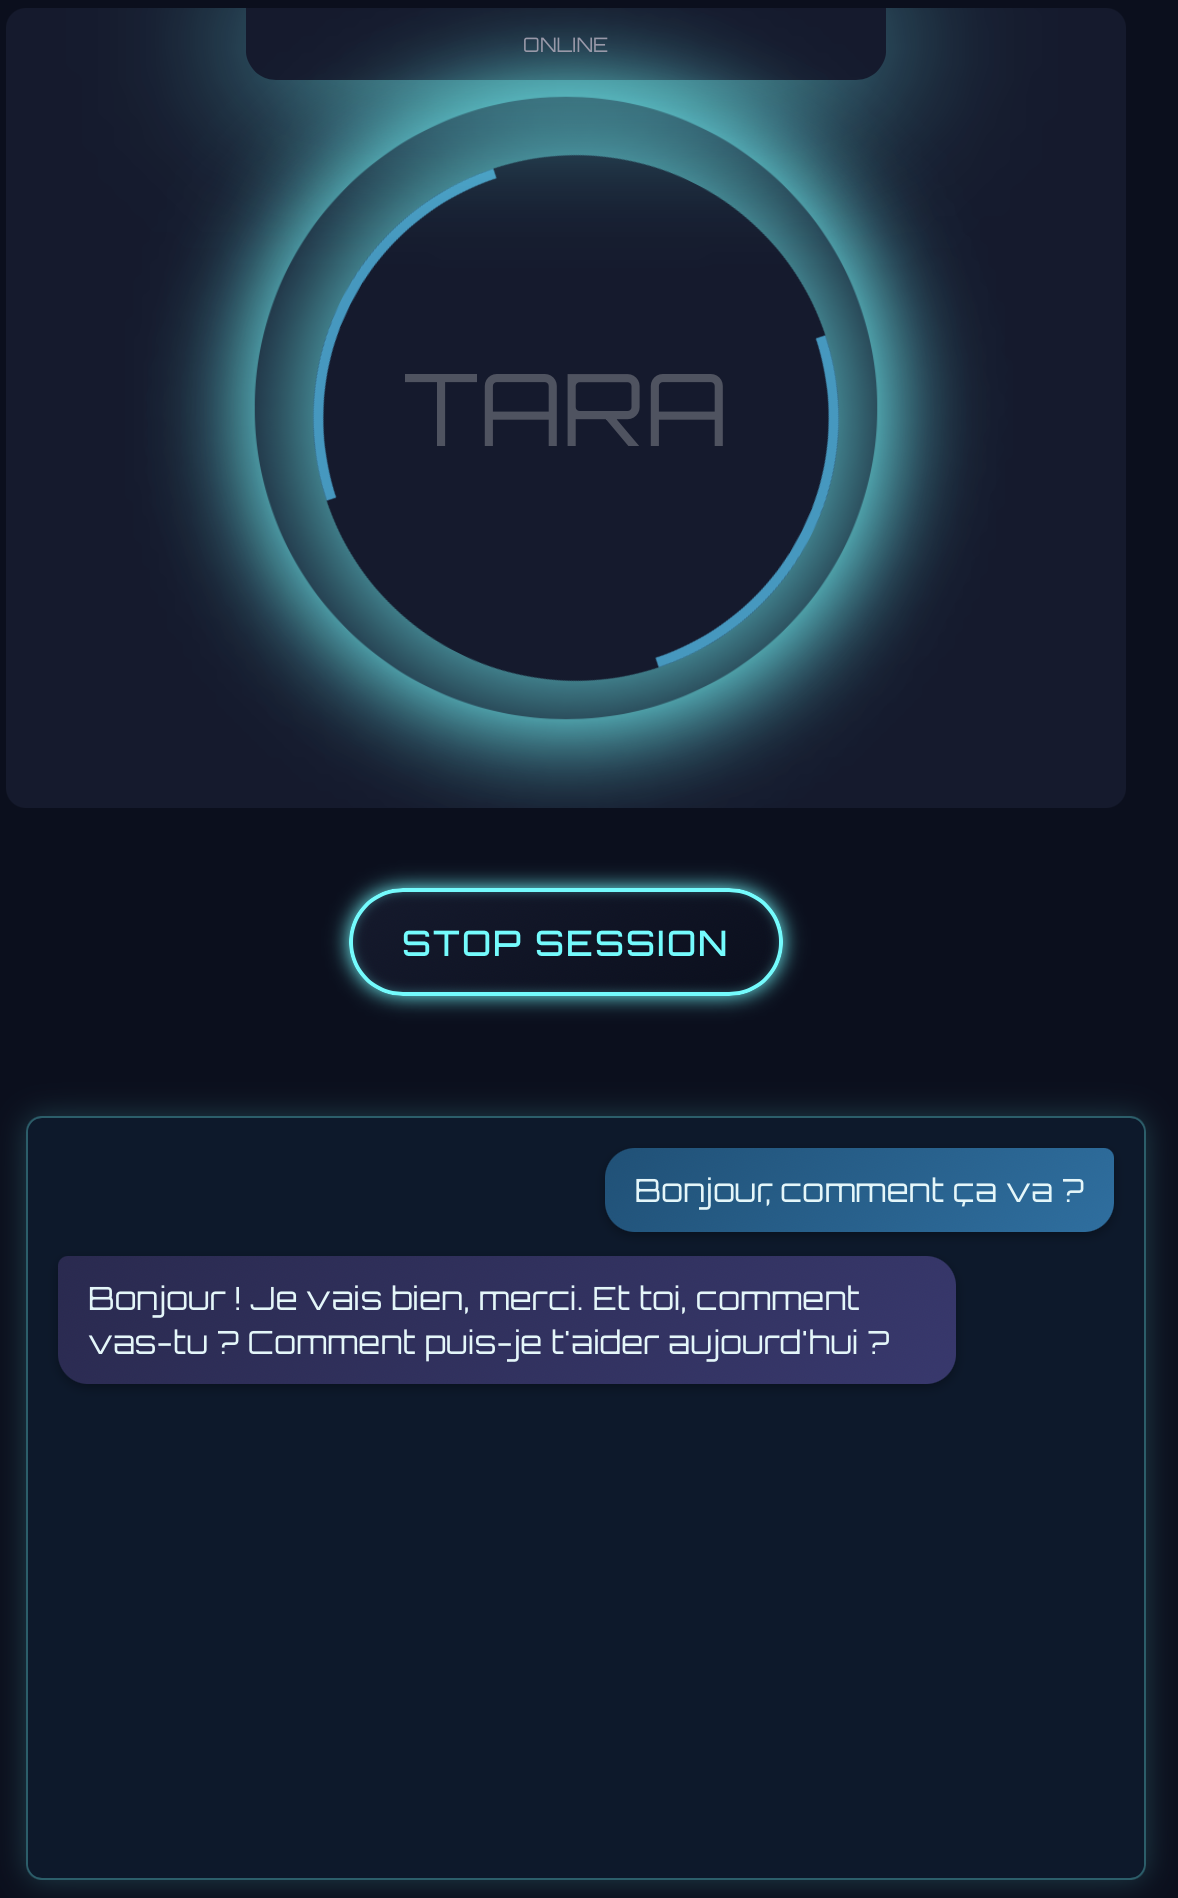 ONLINE
TARA
STOP SESSION
Bonjour, comment ça va ?
Bonjour ! Je vais bien, merci. Et toi, comment
vas-tu ? Comment puis-je t'aider aujourd'hui ?